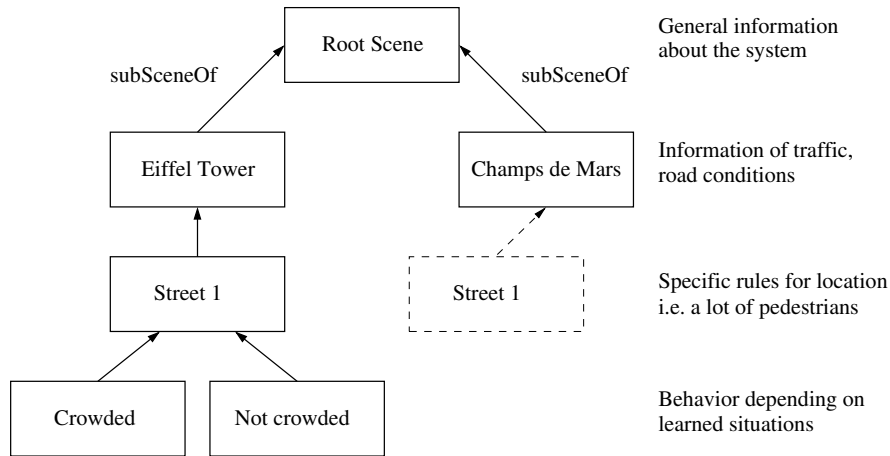 Root Scene
General information
about the system
subSceneOf
subSceneOf
Eiffel Tower
Champs de Mars
Information of traffic,
road conditions
Street 1
Street 1
Specific rules for location
i.e. a lot of pedestrians
Crowded
Not crowded
Behavior depending on
learned situations